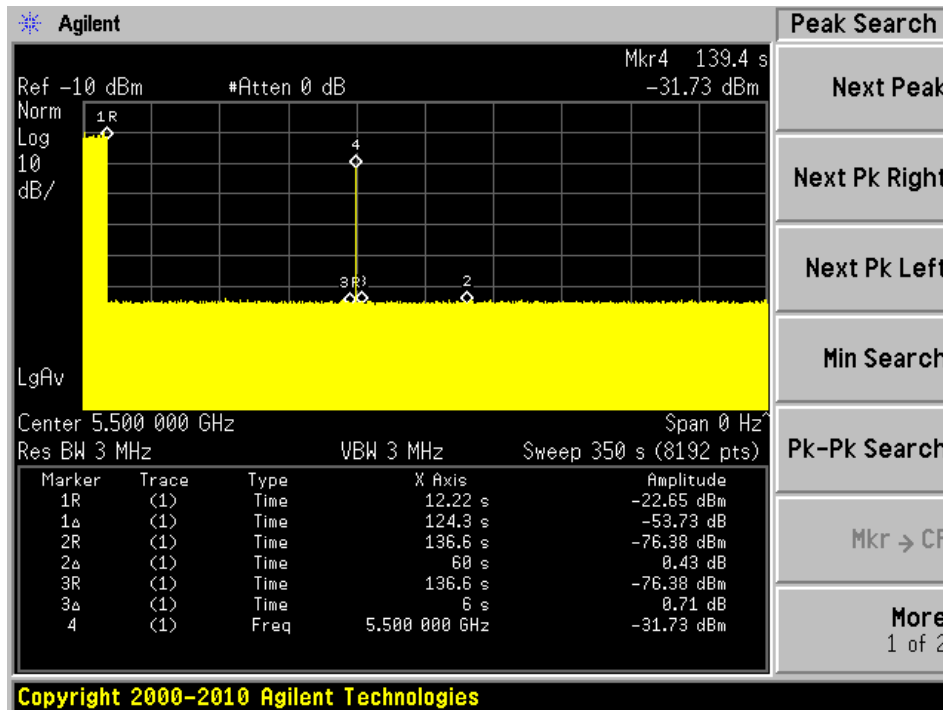 Agilent
Peak Search
Mkr4 139.4 s
Ref -10 dBm #Atten 0 dB -31.73 dBm
Norm
Log
10
dB/
1R
4
3R
2
LgAv
Center 5.500 000 GHz Span 0 Hz^
Res BW 3 MHz VBW 3 MHz Sweep 350 s (8192 pts)
Marker Trace Type X Axis Amplitude
1R (1) Time 12.22 s -22.65 dBm
1Δ (1) Time 124.3 s -53.73 dB
2R (1) Time 136.6 s -76.38 dBm
2Δ (1) Time 60 s 0.43 dB
3R (1) Time 136.6 s -76.38 dBm
3Δ (1) Time 6 s 0.71 dB
4 (1) Freq 5.500 000 GHz -31.73 dBm
Next Peak
Next Pk Right
Next Pk Left
Min Search
Pk-Pk Search
Mkr → CF
More
1 of 2
Copyright 2000-2010 Agilent Technologies